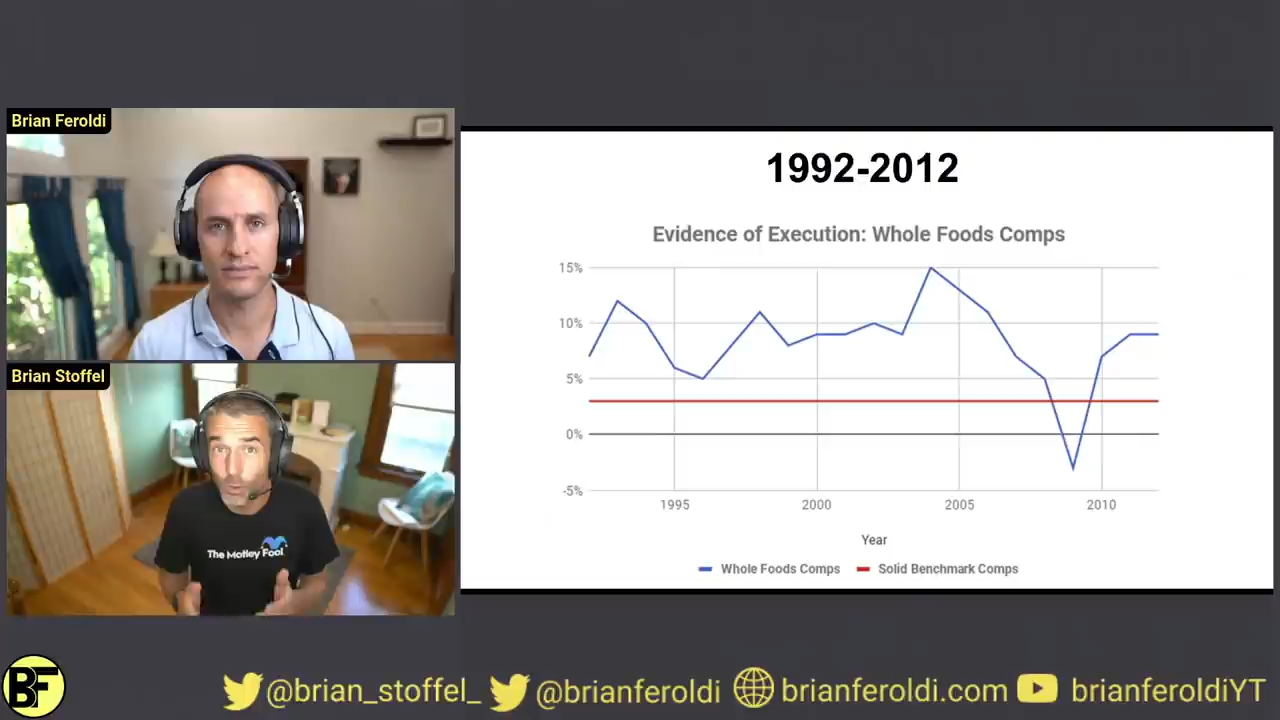 Brian Feroldi
Brian Stoffel
The Motley Fool
1992-2012
Evidence of Execution: Whole Foods Comps
15%
10%
5%
0%
-5%
1995 2000 2005 2010
Year
Whole Foods Comps Solid Benchmark Comps
BF @brian_stoffel_ @brianferoldi brianferoldi.com brianferoldiYT